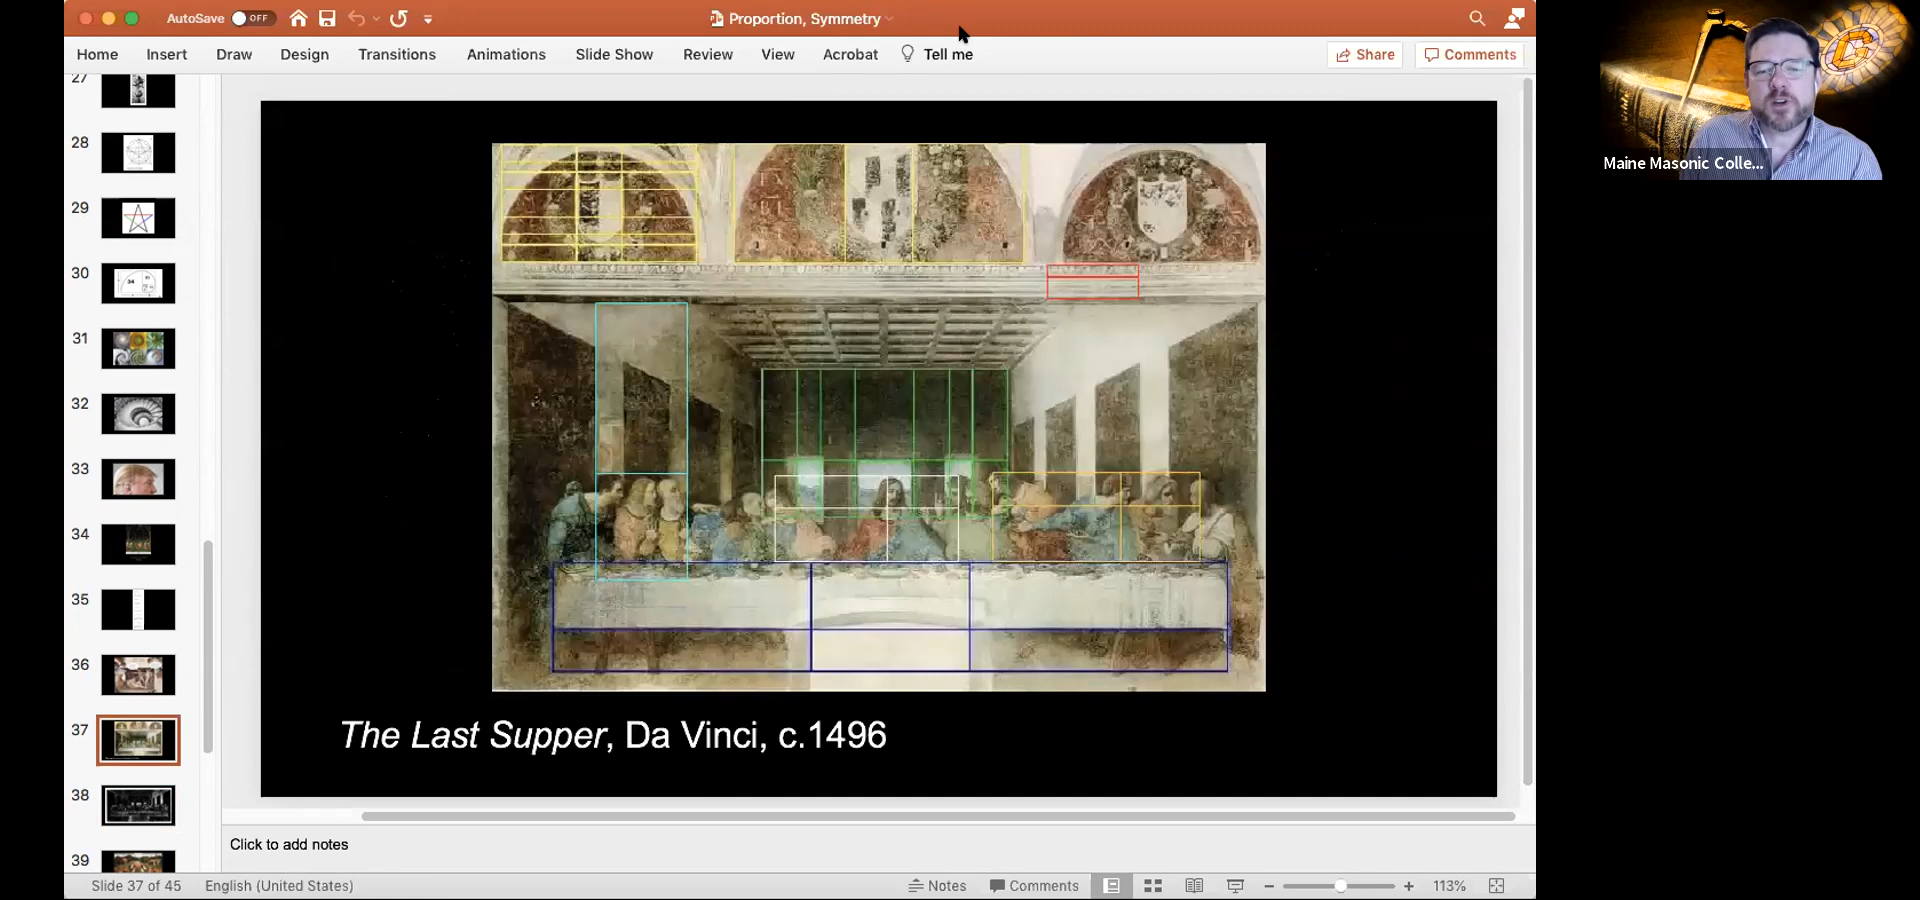 AutoSave OFF
Proportion, Symmetry
Home Insert Draw Design Transitions Animations Slide Show Review View Acrobat Tell me
Share Comments
27
28
29
30
31
32
33
34
35
36
37
38
39
The Last Supper, Da Vinci, c.1496
Click to add notes
Slide 37 of 45 English (United States) Notes Comments 113%
Maine Masonic Colle...
G